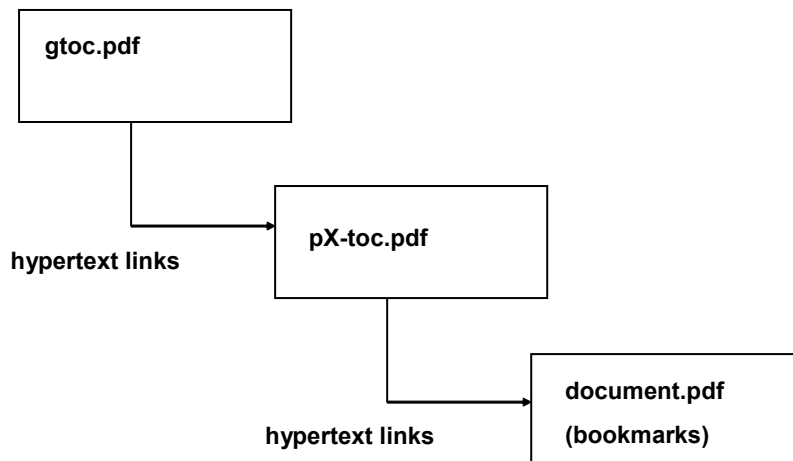 gtoc.pdf
hypertext links
pX-toc.pdf
hypertext links
document.pdf
(bookmarks)